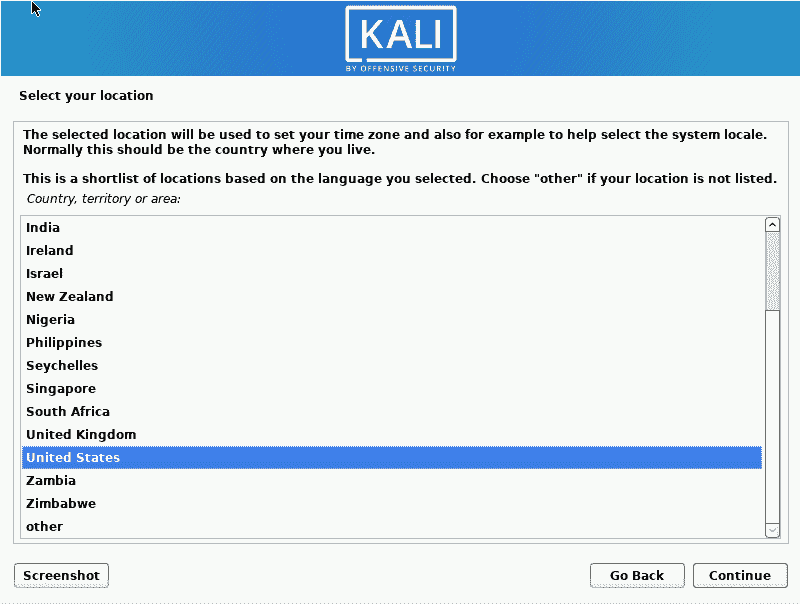 KALI
BY OFFENSIVE SECURITY
Select your location
The selected location will be used to set your time zone and also for example to help select the system locale.
Normally this should be the country where you live.
This is a shortlist of locations based on the language you selected. Choose "other" if your location is not listed.
Country, territory or area:
India
Ireland
Israel
New Zealand
Nigeria
Philippines
Seychelles
Singapore
South Africa
United Kingdom
United States
Zambia
Zimbabwe
other
Screenshot
Go Back
Continue